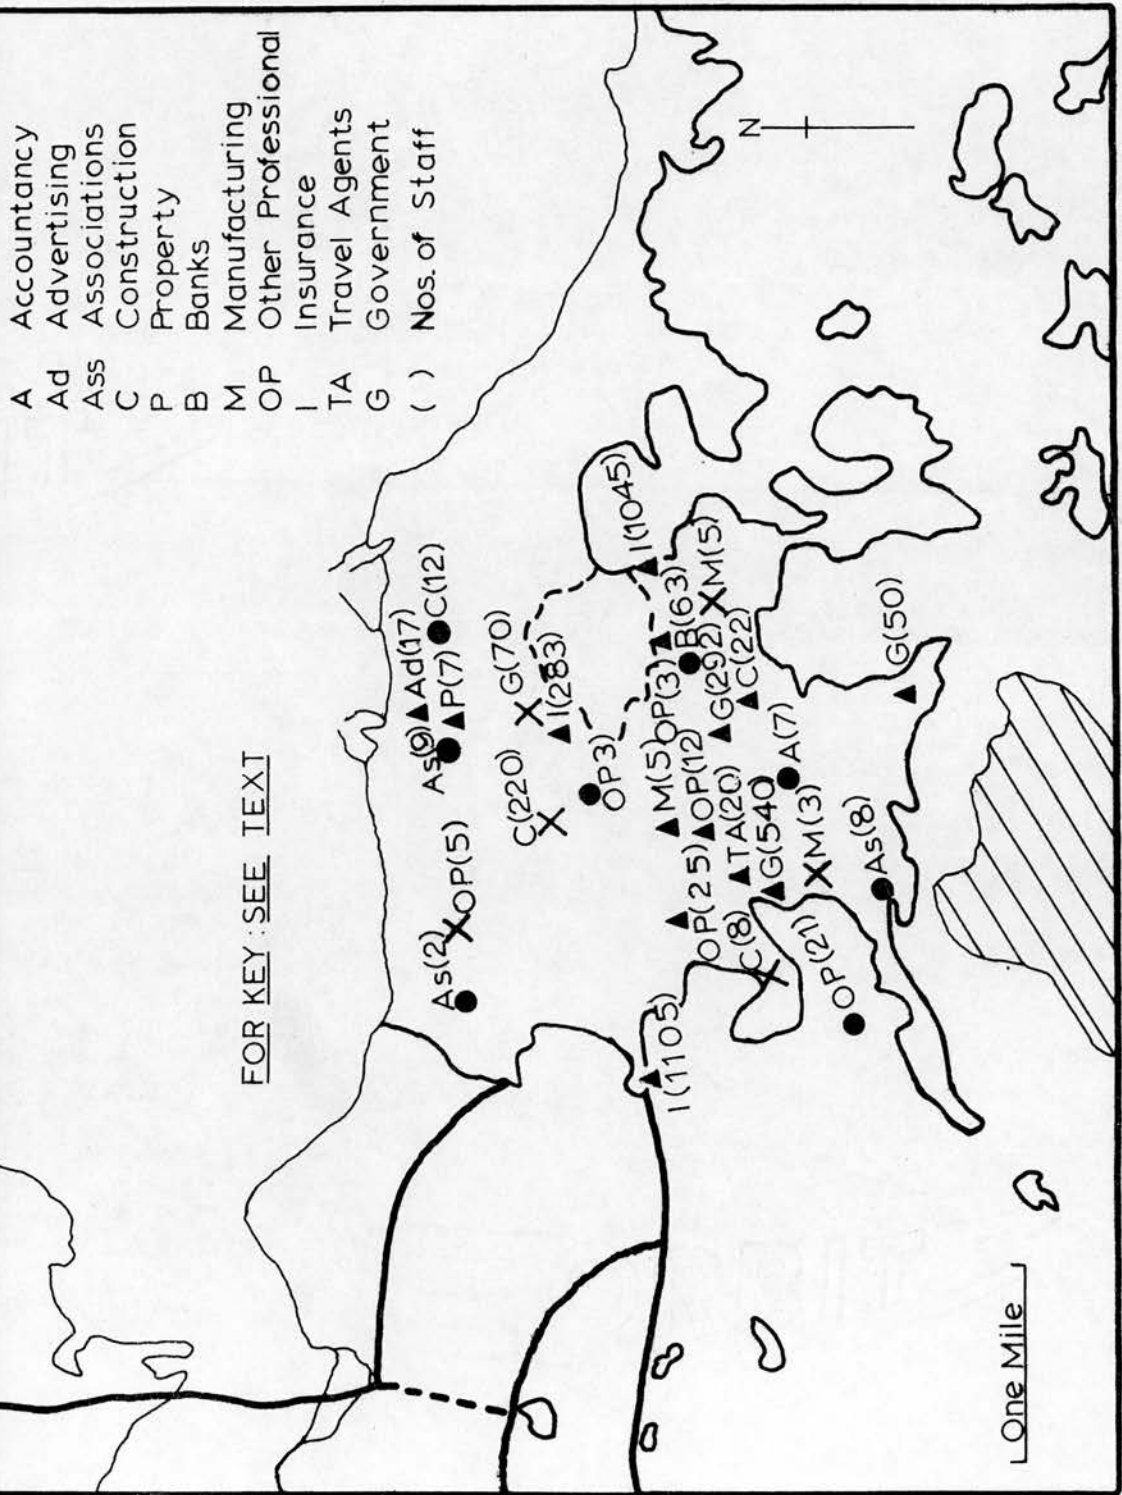 A Accountancy
Ad Advertising
Ass Associations
C Construction
P Property
B Banks
M Manufacturing
OP Other Professional
I Insurance
TA Travel Agents
G Government
( ) Nos. of Staff
FOR KEY: SEE TEXT
N
As(2)
OP(5)
As(9)
Ad(17)
P(7)
C(12)
C(220)
G(70)
I(283)
OP3)
I(1045)
I(1105)
OP(25)
M(5)
OP(3)
B(63)
M(5)
OP(12
G(292)
C(22)
TA(20)
G(540)
A(7)
C(8)
M(3)
OP(21)
As(8)
G(50)
One Mile